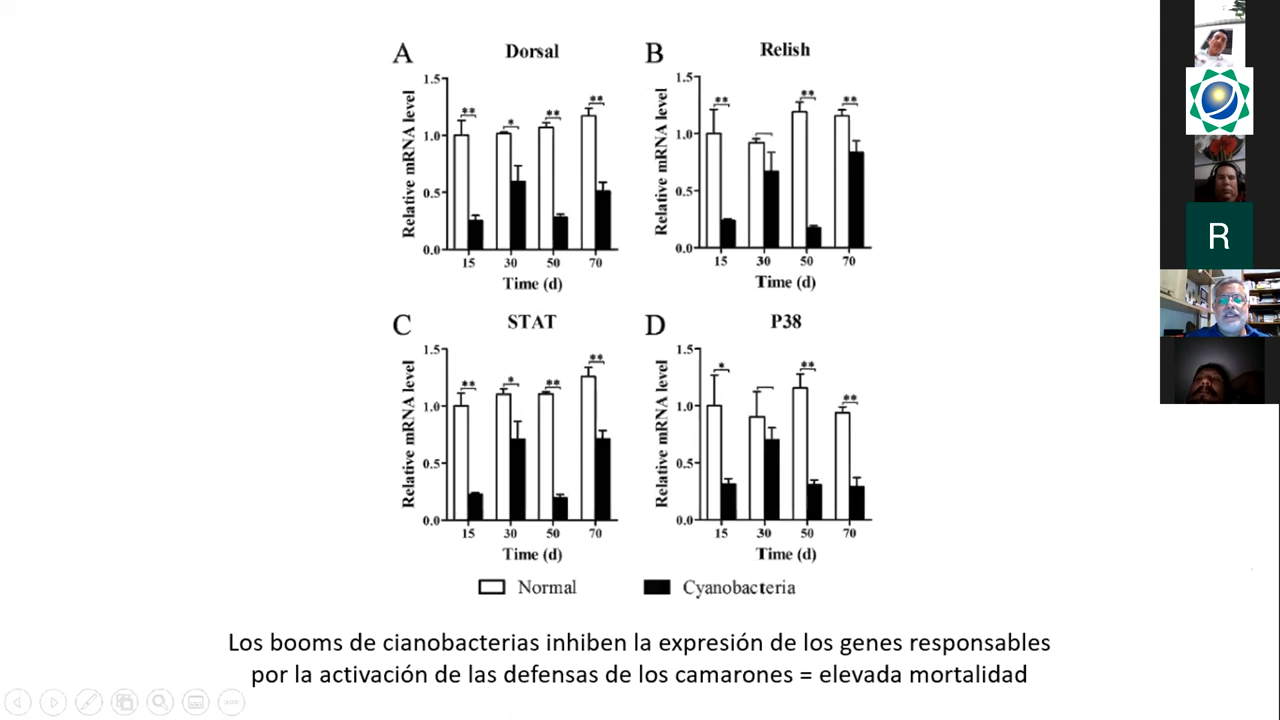 A
Dorsal
Relative mRNA level
1.5
1.0
0.5
0.0
**
*
**
**
15 30 50 70
Time (d)
B
Relish
Relative mRNA level
1.5
1.0
0.5
0.0
**
**
**
15 30 50 70
Time (d)
C
STAT
Relative mRNA level
1.5
1.0
0.5
0.0
**
*
**
**
15 30 50 70
Time (d)
D
P38
Relative mRNA level
1.5
1.0
0.5
0.0
*
**
**
15 30 50 70
Time (d)
Normal
Cyanobacteria
Los booms de cianobacterias inhiben la expresión de los genes responsables
por la activación de las defensas de los camarones = elevada mortalidad
R